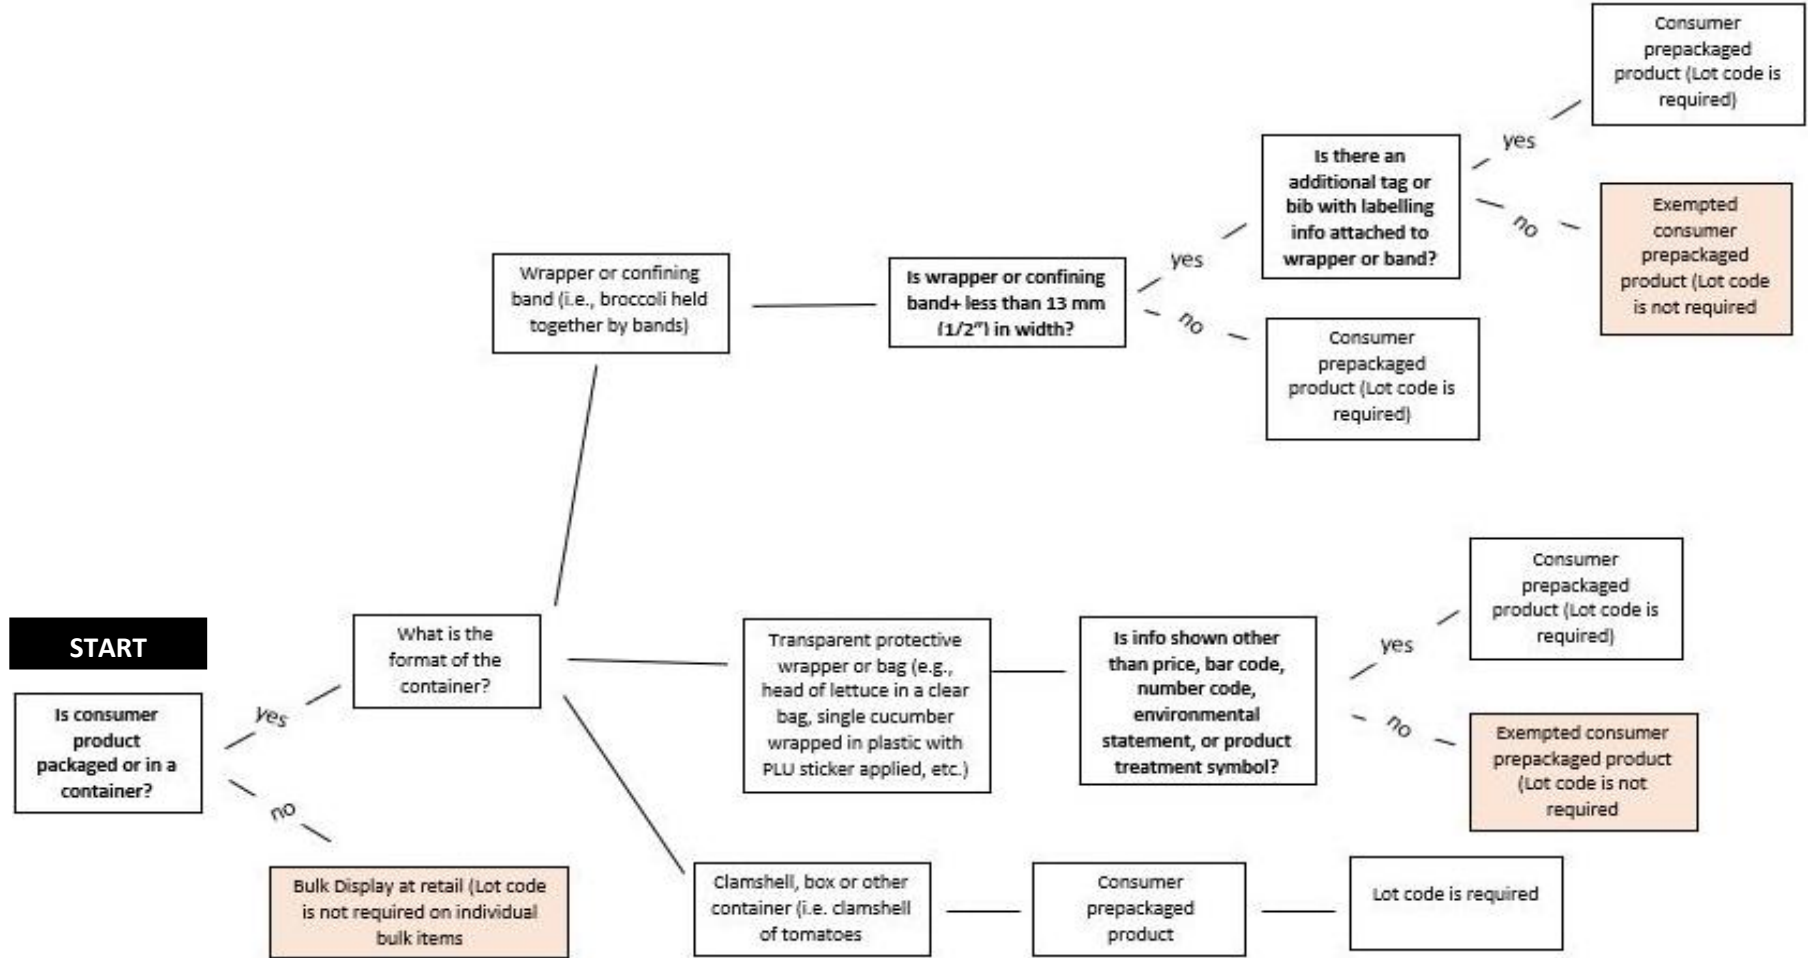 START
Is consumer
product
packaged or in a
container?
yes
no
Bulk Display at retail (Lot code
is not required on individual
bulk items
What is the
format of the
container?
Wrapper or confining
band (i.e., broccoli held
together by bands)
Is wrapper or confining
band+ less than 13 mm
(1/2") in width?
yes
no
Is there an
additional tag or
bib with labelling
info attached to
wrapper or band?
yes
no
Consumer
prepackaged
product (Lot code is
required)
Exempted
consumer
prepackaged
product (Lot code
is not required
Consumer
prepackaged
product (Lot code is
required)
Transparent protective
wrapper or bag (e.g.,
head of lettuce in a clear
bag, single cucumber
wrapped in plastic with
PLU sticker applied, etc.)
Is info shown other
than price, bar code,
number code,
environmental
statement, or product
treatment symbol?
yes
no
Consumer
prepackaged
product (Lot code is
required)
Exempted consumer
prepackaged product
(Lot code is not
required
Clamshell, box or other
container (i.e. clamshell
of tomatoes
Consumer
prepackaged
product
Lot code is required